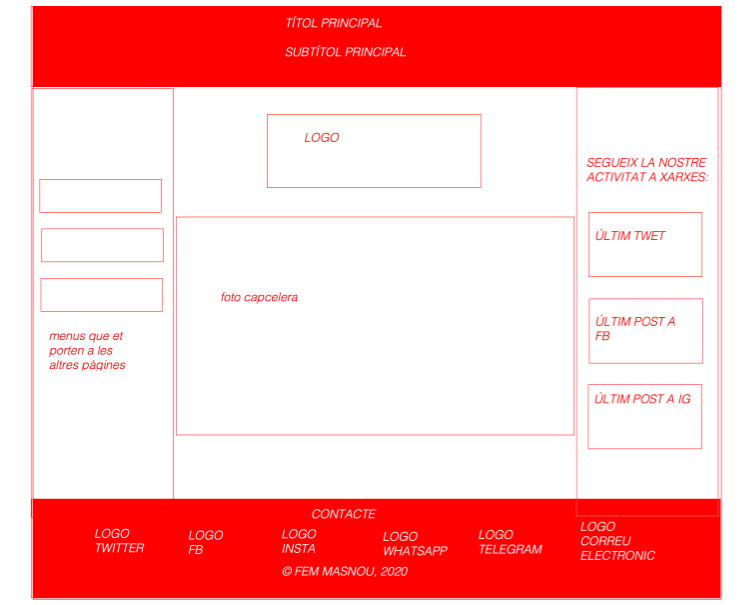 TÍTOL PRINCIPAL
SUBTÍTOL PRINCIPAL
LOGO
SEGUEIX LA NOSTRE
ACTIVITAT A XARXES:
ÚLTIM TWET
foto capcelera
ÚLTIM POST A
FB
menus que et
porten a les
altres pàgines
ÚLTIM POST A IG
CONTACTE
LOGO
TWITTER
LOGO
FB
LOGO
INSTA
LOGO
WHATSAPP
LOGO
TELEGRAM
LOGO
CORREU
ELECTRONIC
© FEM MASNOU, 2020